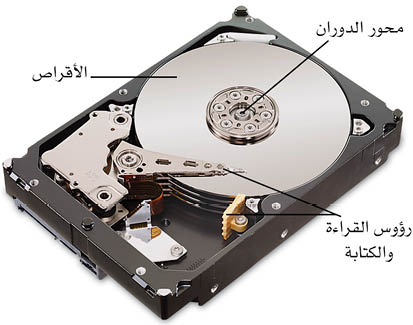 محور الدوران
الأقراص
رؤوس القراءة
والكتابة